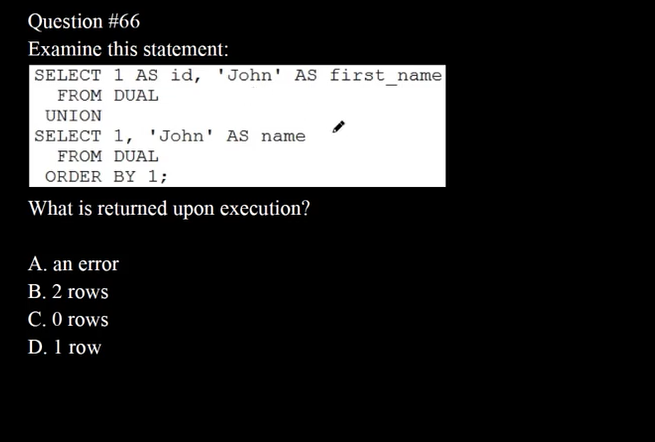 Question #66
Examine this statement:
SELECT 1 AS id, 'John' AS first_name
FROM DUAL
UNION
SELECT 1, 'John' AS name
FROM DUAL
ORDER BY 1;
What is returned upon execution?
A. an error
B. 2 rows
C. 0 rows
D. 1 row